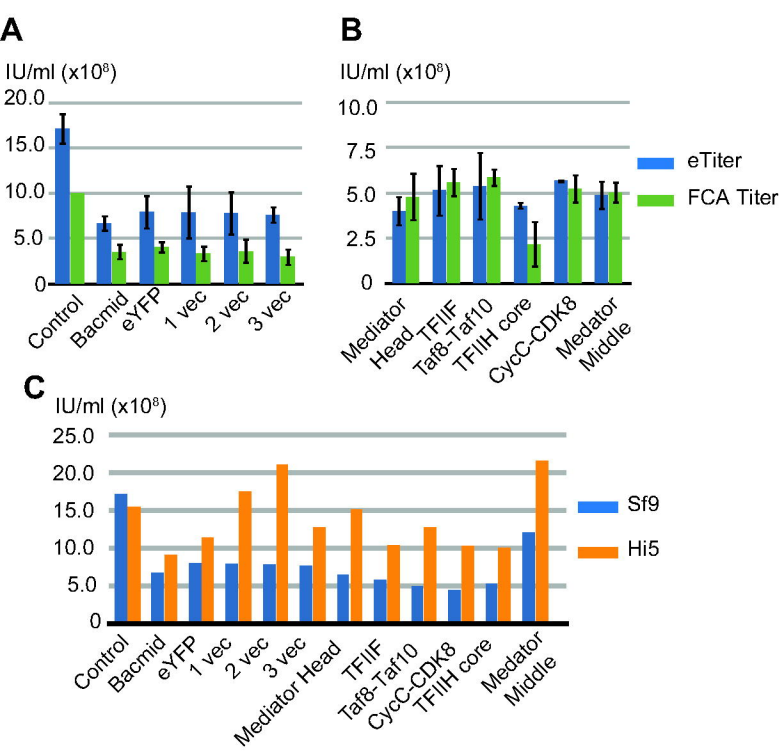 A
IU/ml (x10⁸)
20.0
15.0
10.0
5.0
0
Control
Bacmid
eYFP
1 vec
2 vec
3 vec
B
IU/ml (x10⁸)
10.0
7.5
5.0
2.5
0
Mediator
Head
TFIIF
Taf8-Taf10
TFIIH core
CycC-CDK8
Medator
Middle
eTiter
FCA Titer
C
IU/ml (x10⁸)
25.0
20.0
15.0
10.0
5.0
0
Control
Bacmid
eYFP
1 vec
2 vec
3 vec
Mediator Head
TFIIF
Taf8-Taf10
CycC-CDK8
TFIIH core
Medator
Middle
Sf9
Hi5